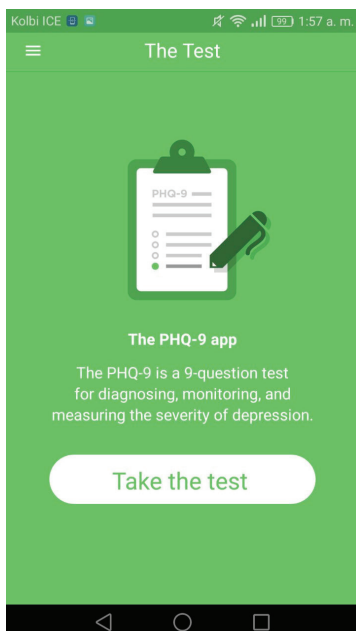 Kolbi ICE 99 1:57 a. m.
The Test
PHQ-9
The PHQ-9 app
The PHQ-9 is a 9-question test
for diagnosing, monitoring, and
measuring the severity of depression.
Take the test